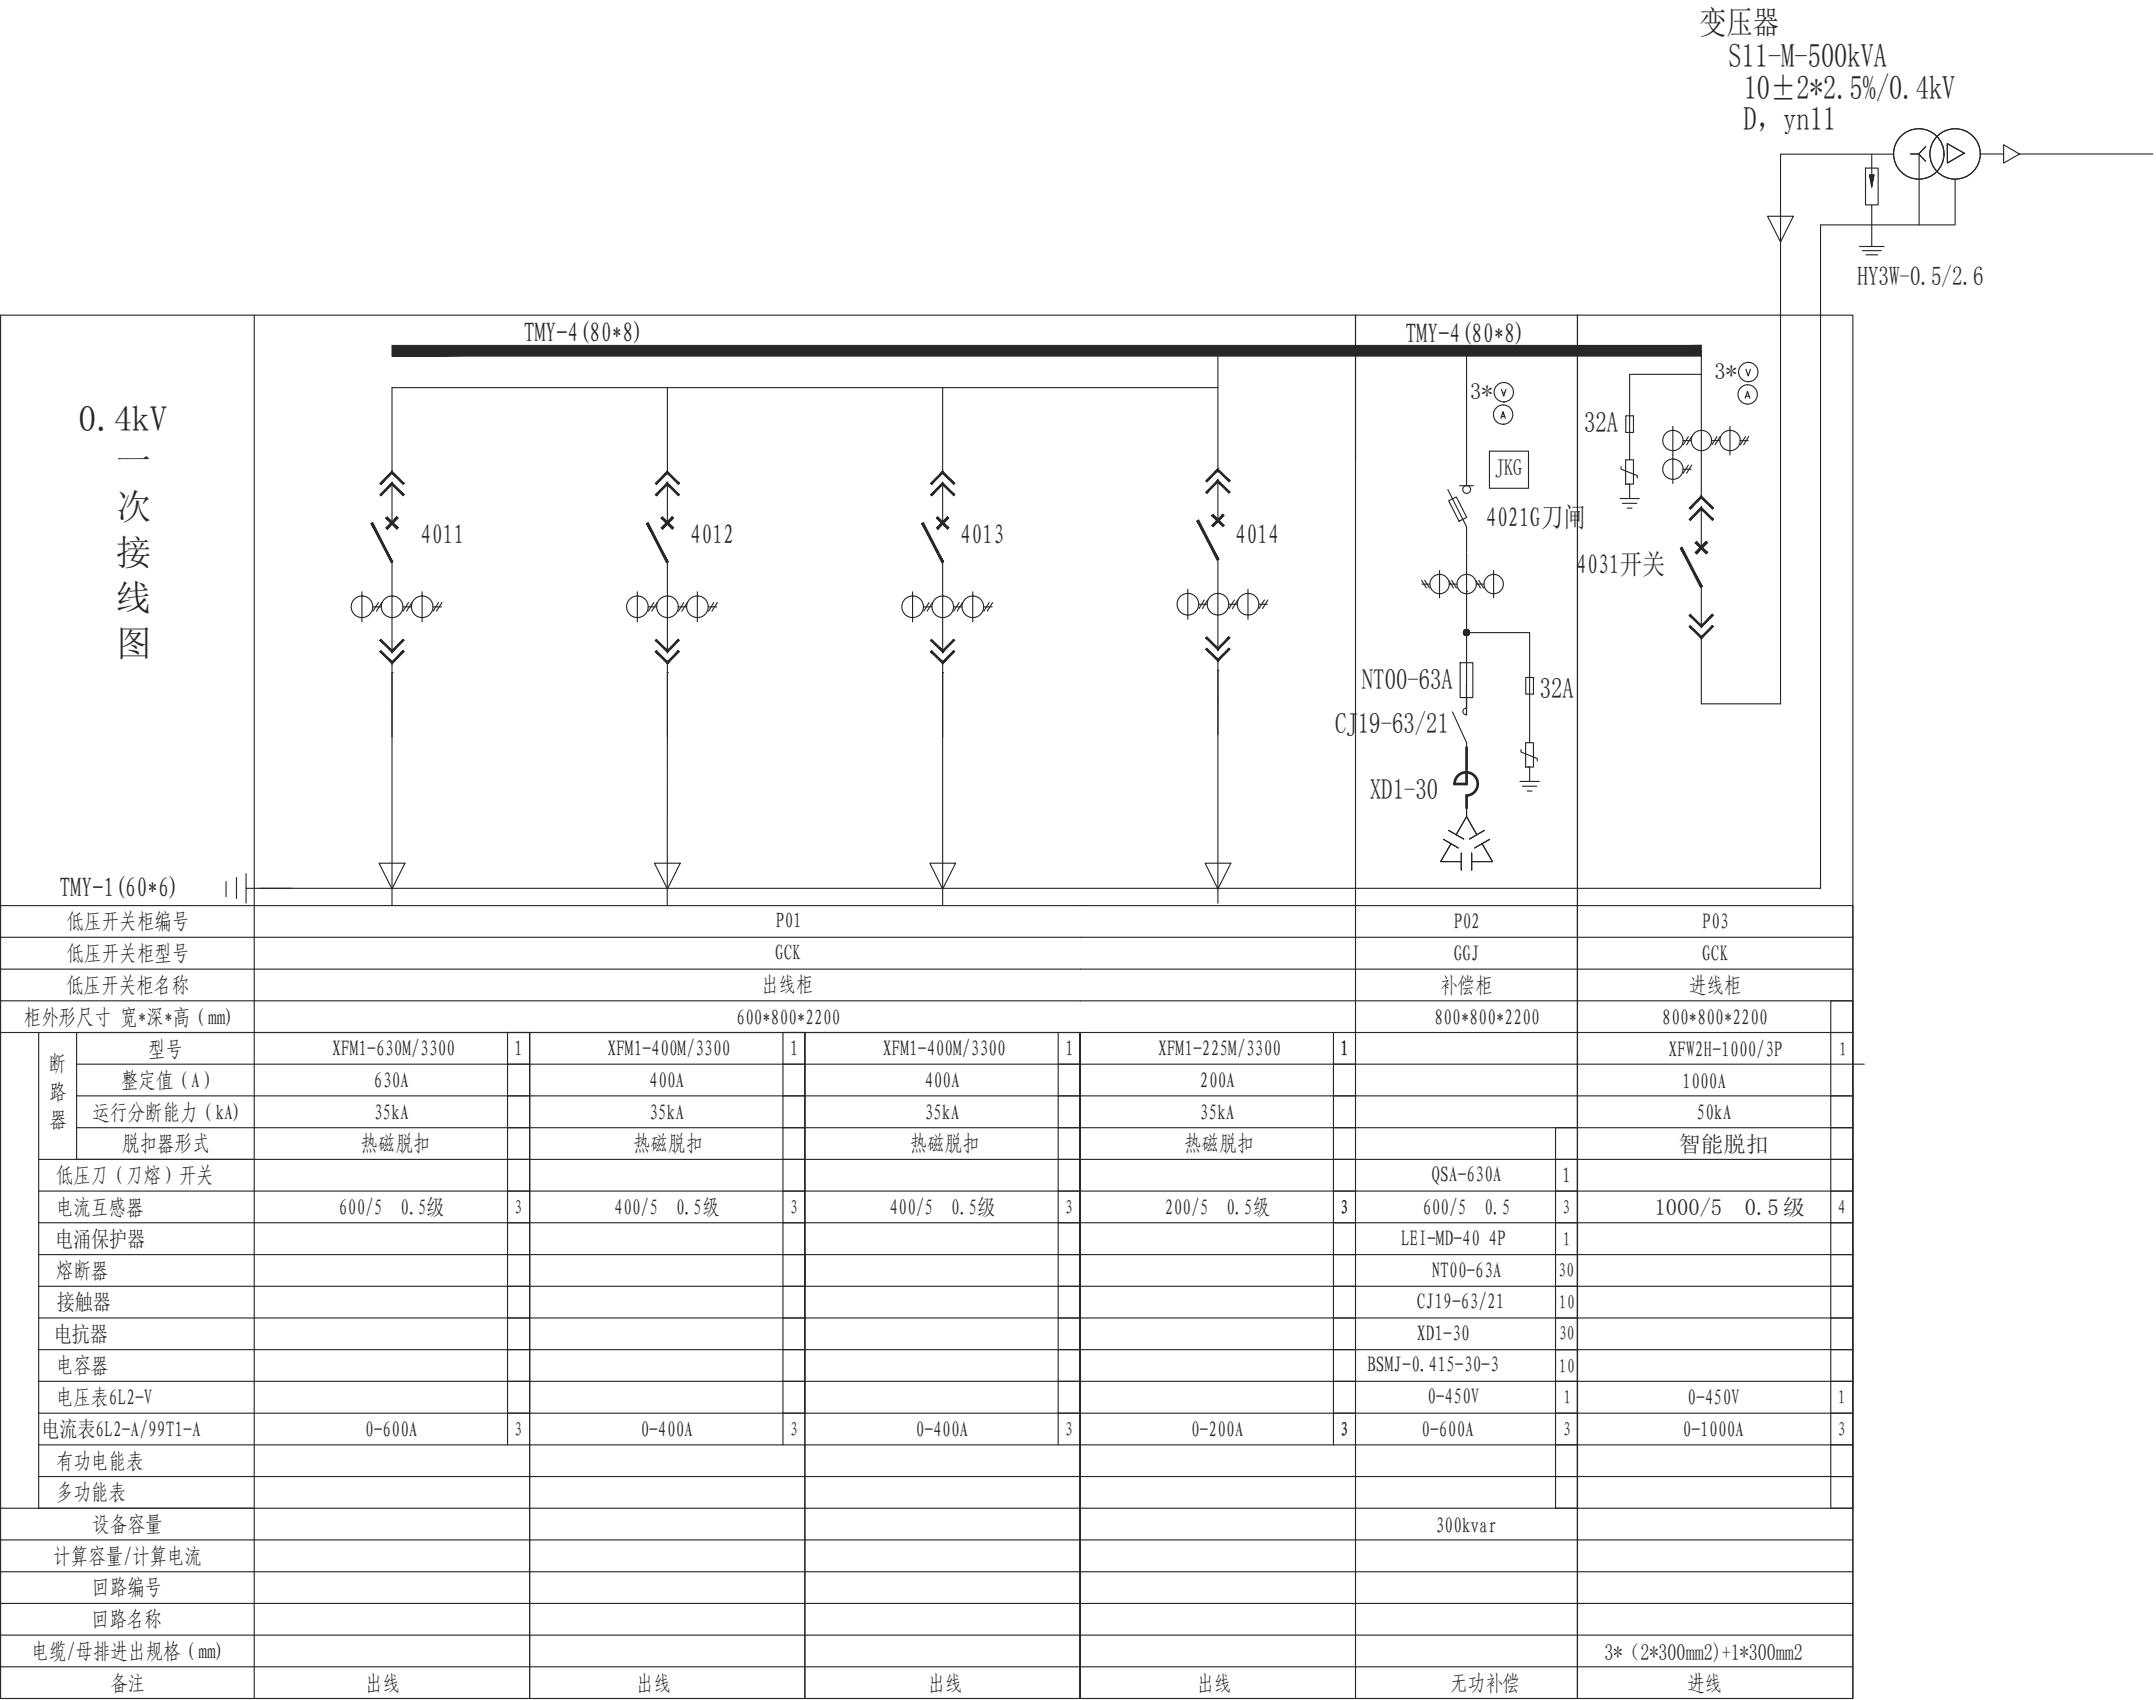 变压器
S11-M-500kVA
10±2*2.5%/0.4kV
D, yn11
HY3W-0.5/2.6
TMY-4(80*8)
TMY-4(80*8)
0.4kV
一
次
接
线
图
3*
V
A
3*
V
A
32A
JKG
4011
4012
4013
4014
4021G刀闸
4031开关
NT00-63A
32A
CJ19-63/21
XD1-30
TMY-1(60*6)
低压开关柜编号 P01 P02 P03
低压开关柜型号 GCK GGJ GCK
低压开关柜名称 出线柜 补偿柜 进线柜
柜外形尺寸 宽*深*高(mm) 600*800*2200 800*800*2200 800*800*2200
断路器
型号 XFM1-630M/3300 1 XFM1-400M/3300 1 XFM1-400M/3300 1 XFM1-225M/3300 1 XFW2H-1000/3P 1
整定值(A) 630A 400A 400A 200A 1000A
运行分断能力(kA) 35kA 35kA 35kA 35kA 50kA
脱扣器形式 热磁脱扣 热磁脱扣 热磁脱扣 热磁脱扣 智能脱扣
低压刀(刀熔)开关 QSA-630A 1
电流互感器 600/5 0.5级 3 400/5 0.5级 3 400/5 0.5级 3 200/5 0.5级 3 600/5 0.5 3 1000/5 0.5级 4
电涌保护器 LEI-MD-40 4P 1
熔断器 NT00-63A 30
接触器 CJ19-63/21 10
电抗器 XD1-30 30
电容器 BSMJ-0.415-30-3 10
电压表6L2-V 0-450V 1 0-450V 1
电流表6L2-A/99T1-A 0-600A 3 0-400A 3 0-400A 3 0-200A 3 0-600A 3 0-1000A 3
有功电能表
多功能表
设备容量 300kvar
计算容量/计算电流
回路编号
回路名称
电缆/母排进出规格(mm) 3*(2*300mm2)+1*300mm2
备注 出线 出线 出线 出线 无功补偿 进线